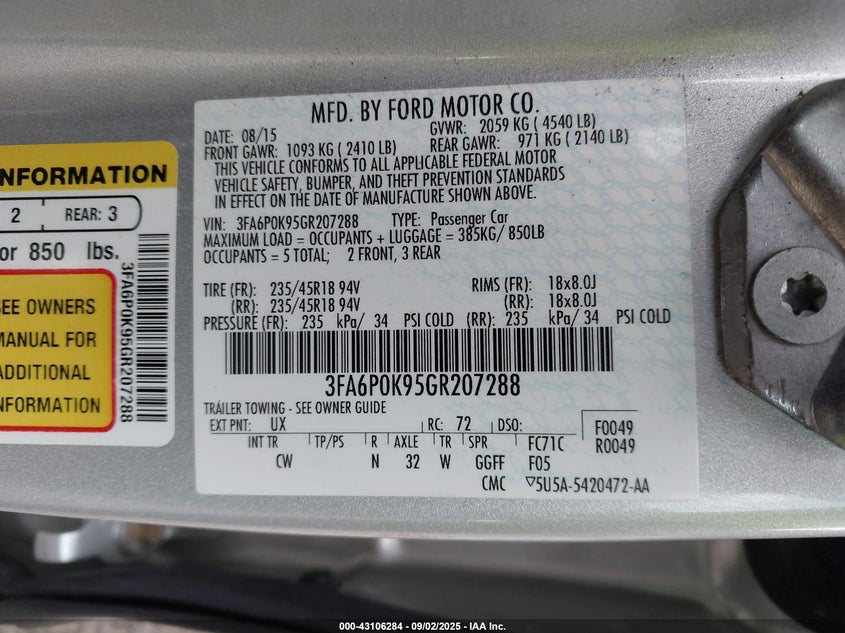 NFORMATION
2 REAR: 3
or 850 lbs.
SEE OWNERS
MANUAL FOR
ADDITIONAL
INFORMATION
3FA6P0K95GR207288
MFD. BY FORD MOTOR CO.
DATE: 08/15 GVWR: 2059 KG ( 4540 LB)
FRONT GAWR: 1093 KG ( 2410 LB) REAR GAWR: 971 KG ( 2140 LB)
THIS VEHICLE CONFORMS TO ALL APPLICABLE FEDERAL MOTOR
VEHICLE SAFETY, BUMPER, AND THEFT PREVENTION STANDARDS
IN EFFECT ON THE DATE OF MANUFACTURE SHOWN ABOVE.
VIN: 3FA6P0K95GR207288 TYPE: Passenger Car
MAXIMUM LOAD = OCCUPANTS + LUGGAGE = 385KG/ 850LB
OCCUPANTS = 5 TOTAL; 2 FRONT, 3 REAR
TIRE (FR): 235/45R18 94V RIMS (FR): 18x8.0J
(RR): 235/45R18 94V (RR): 18x8.0J
PRESSURE (FR): 235 kPa/ 34 PSI COLD (RR): 235 kPa/ 34 PSI COLD
3FA6P0K95GR207288
TRAILER TOWING - SEE OWNER GUIDE
EXT PNT: UX RC: 72 DSO: F0049
INT TR TP/PS R AXLE TR SPR FC71C R0049
CW N 32 W GGFF F05
CMC ▽5U5A-5420472-AA
000-43106284 - 09/02/2025 - IAA Inc.